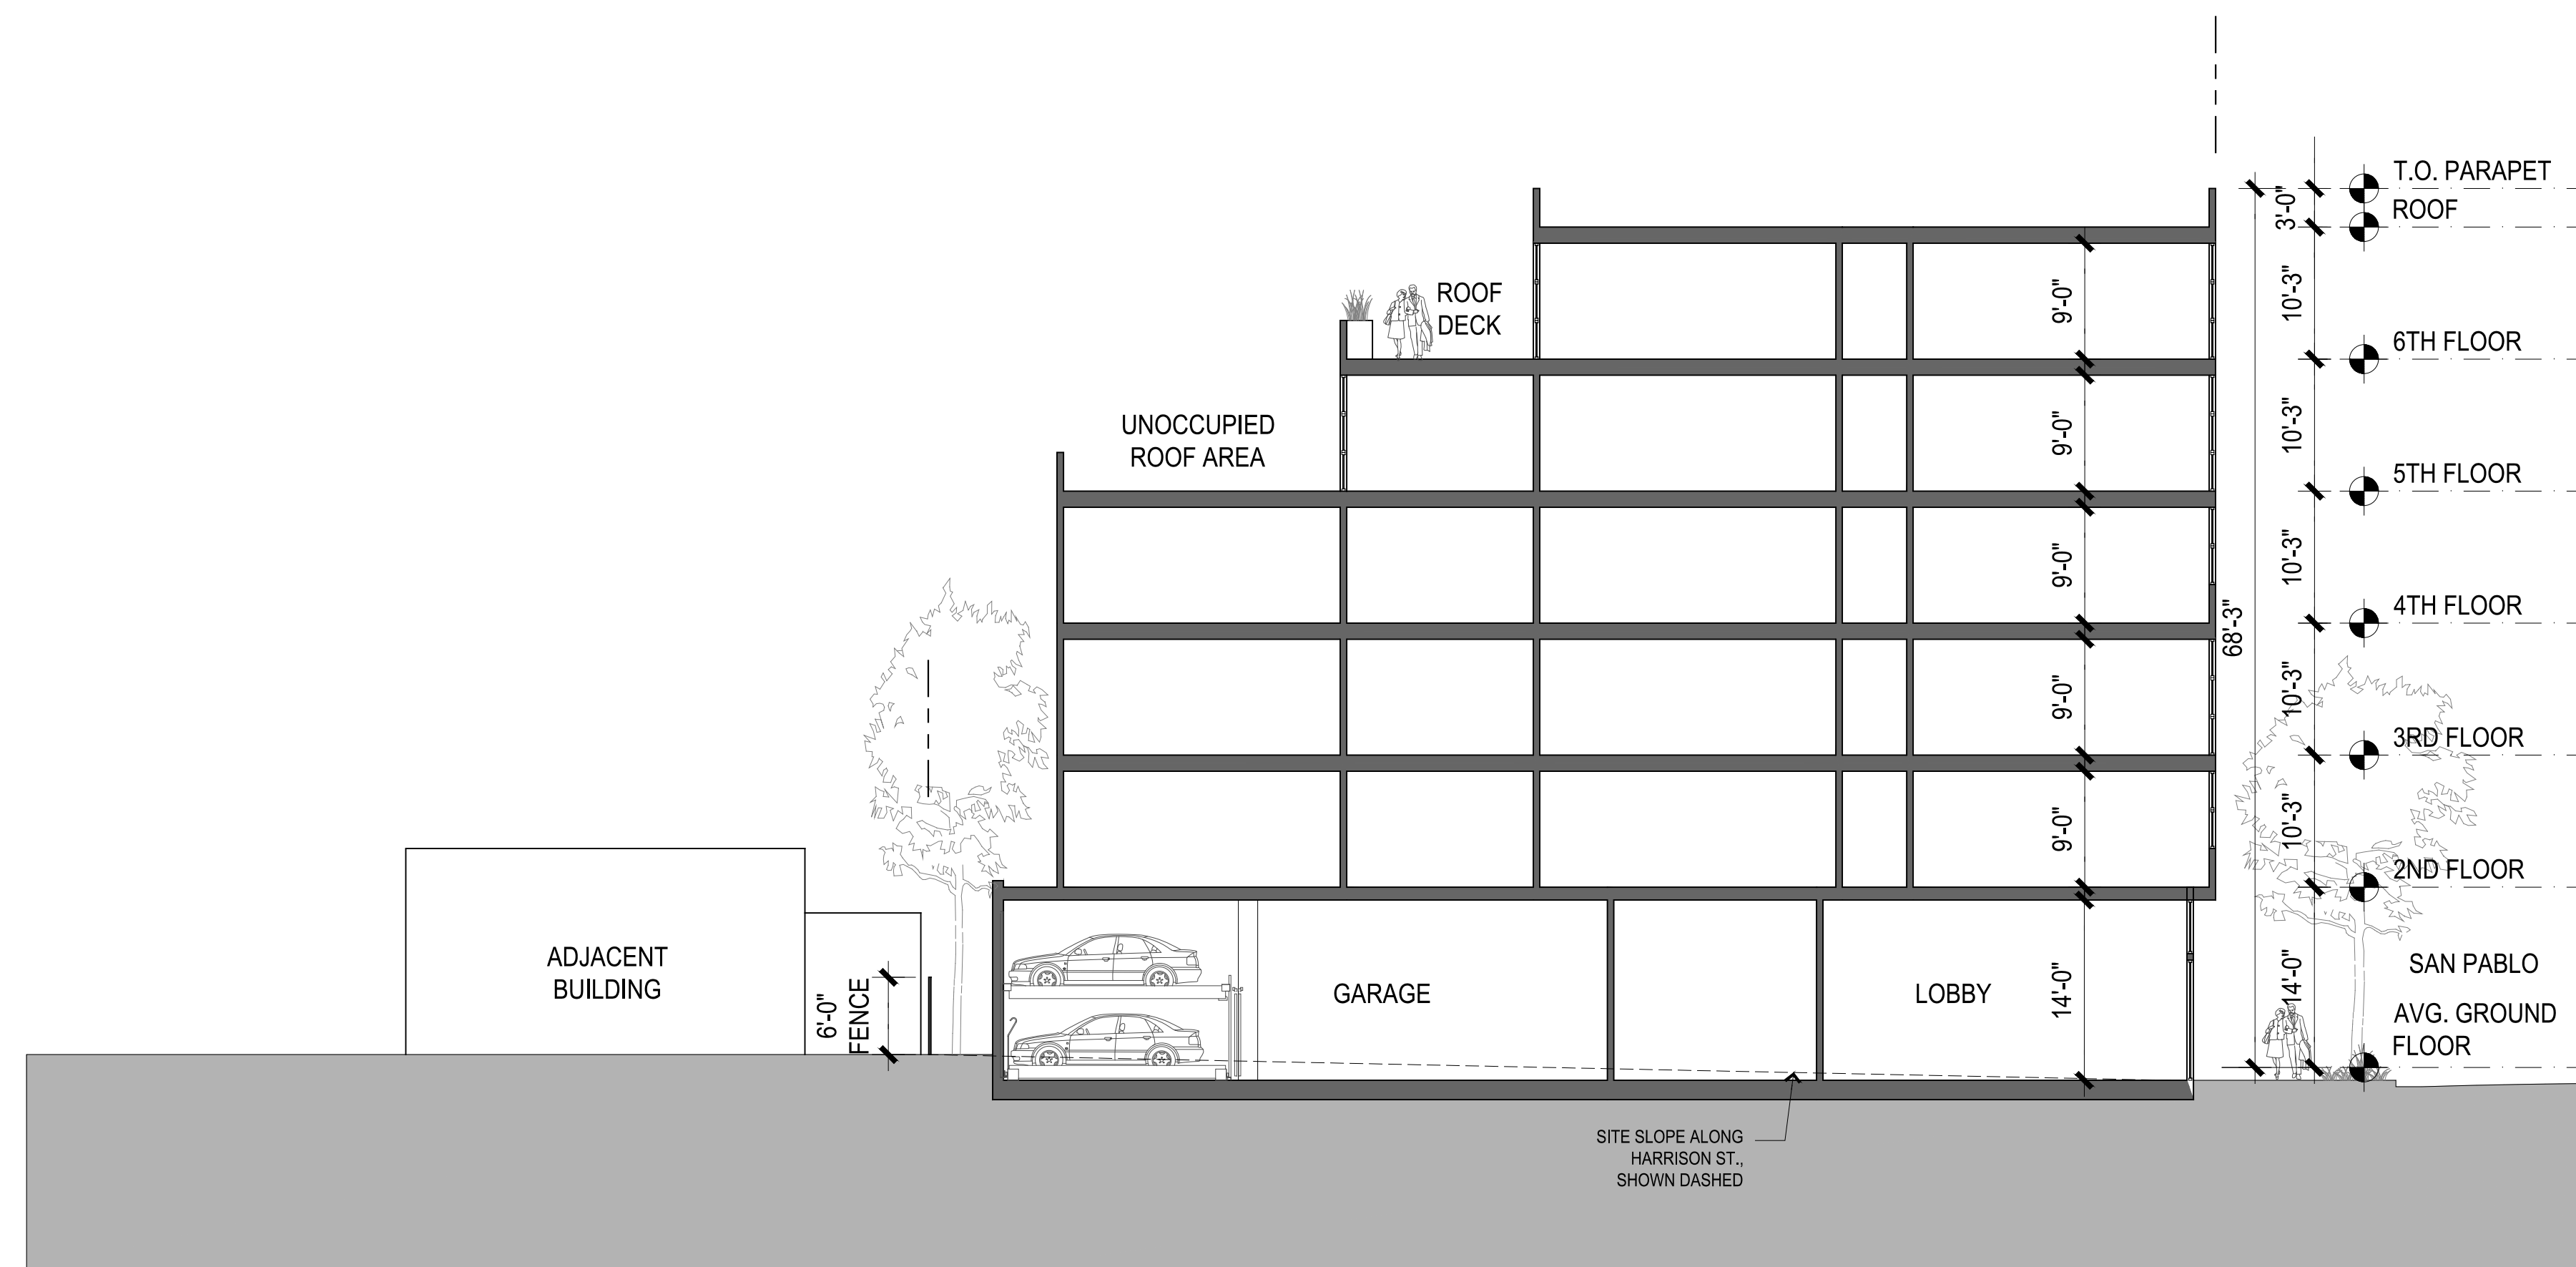 T.O. PARAPET
3'-0"
ROOF
10'-3"
9'-0"
ROOF
DECK
6TH FLOOR
10'-3"
9'-0"
UNOCCUPIED
ROOF AREA
5TH FLOOR
10'-3"
9'-0"
4TH FLOOR
68'-3"
10'-3"
9'-0"
3RD FLOOR
10'-3"
9'-0"
2ND FLOOR
ADJACENT
BUILDING
6'-0"
FENCE
GARAGE
LOBBY
14'-0"
14'-0"
SAN PABLO
AVG. GROUND
FLOOR
SITE SLOPE ALONG
HARRISON ST.,
SHOWN DASHED